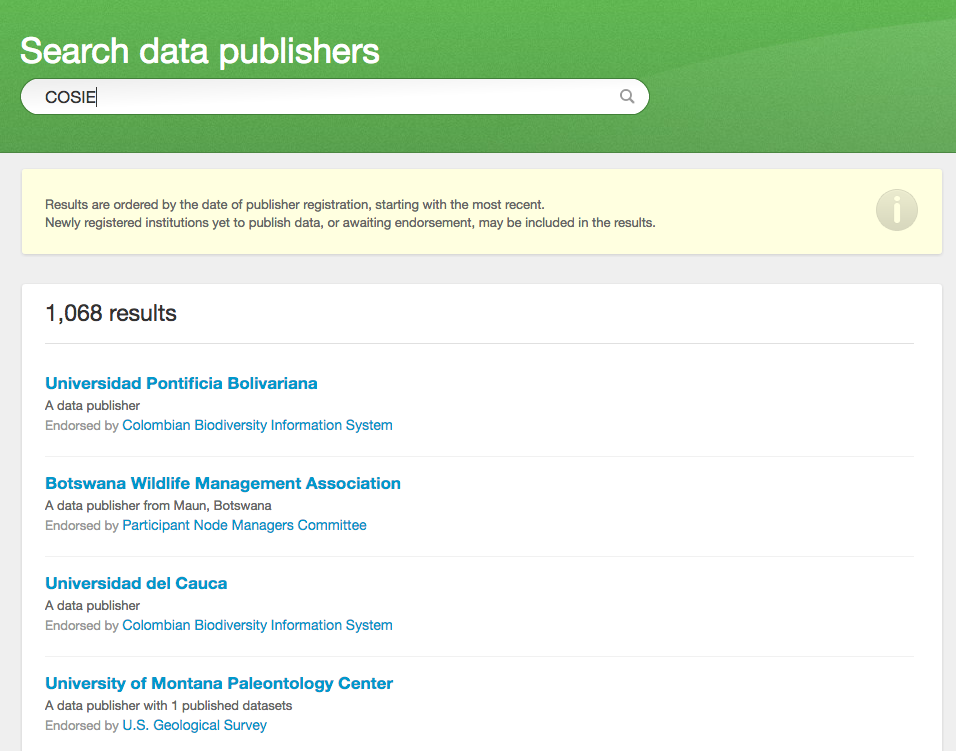 Search data publishers
COSIE
Results are ordered by the date of publisher registration, starting with the most recent.
Newly registered institutions yet to publish data, or awaiting endorsement, may be included in the results.
1,068 results
Universidad Pontificia Bolivariana
A data publisher
Endorsed by Colombian Biodiversity Information System
Botswana Wildlife Management Association
A data publisher from Maun, Botswana
Endorsed by Participant Node Managers Committee
Universidad del Cauca
A data publisher
Endorsed by Colombian Biodiversity Information System
University of Montana Paleontology Center
A data publisher with 1 published datasets
Endorsed by U.S. Geological Survey